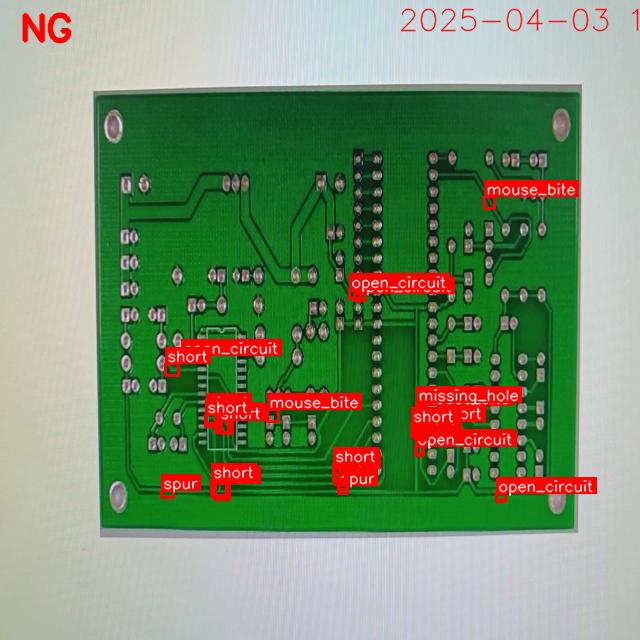 NG
2025-04-03 1
mouse_bite
open_circuit
open_circuit
short
mouse_bite
short
short
missing_hole
short
open_circuit
short
spur
short
spur
open_circuit